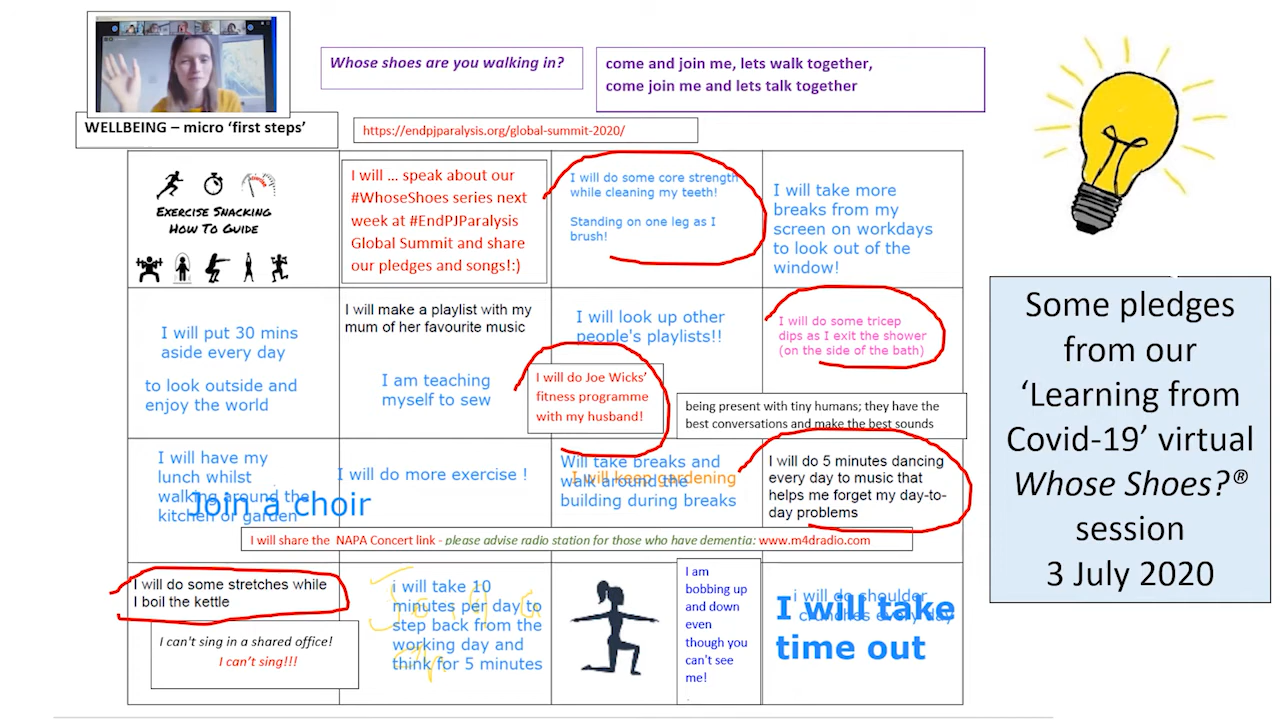 Whose shoes are you walking in?
come and join me, lets walk together,
come join me and lets talk together
WELLBEING – micro ‘first steps’
https://endpjparalysis.org/global-summit-2020/
EXERCISE SNACKING
HOW TO GUIDE
I will ... speak about our
#WhoseShoes series next
week at #EndPJParalysis
Global Summit and share
our pledges and songs!:)
I will do some core strength
while cleaning my teeth!
Standing on one leg as I
brush!
I will take more
breaks from my
screen on workdays
to look out of the
window!
I will put 30 mins
aside every day
to look outside and
enjoy the world
I will make a playlist with my
mum of her favourite music
I am teaching
myself to sew
I will look up other
people's playlists!!
I will do Joe Wicks’
fitness programme
with my husband!
I will do some tricep
dips as I exit the shower
(on the side of the bath)
being present with tiny humans; they have the
best conversations and make the best sounds
I will have my
lunch whilst
walking around the
kitchen or garden
Join a choir
I will do more exercise !
Will take breaks and
walk around the
building during breaks
I will keep gardening
I will do 5 minutes dancing
every day to music that
helps me forget my day-to-
day problems
I will share the NAPA Concert link - please advise radio station for those who have dementia: www.m4dradio.com
I will do some stretches while
I boil the kettle
I can't sing in a shared office!
I can’t sing!!!
i will take 10
minutes per day to
step back from the
working day and
think for 5 minutes
I am
bobbing up
and down
even
though you
can't see
me!
i will do shoulder
crunches every day
I will take
time out
Some pledges
from our
‘Learning from
Covid-19’ virtual
Whose Shoes?®
session
3 July 2020